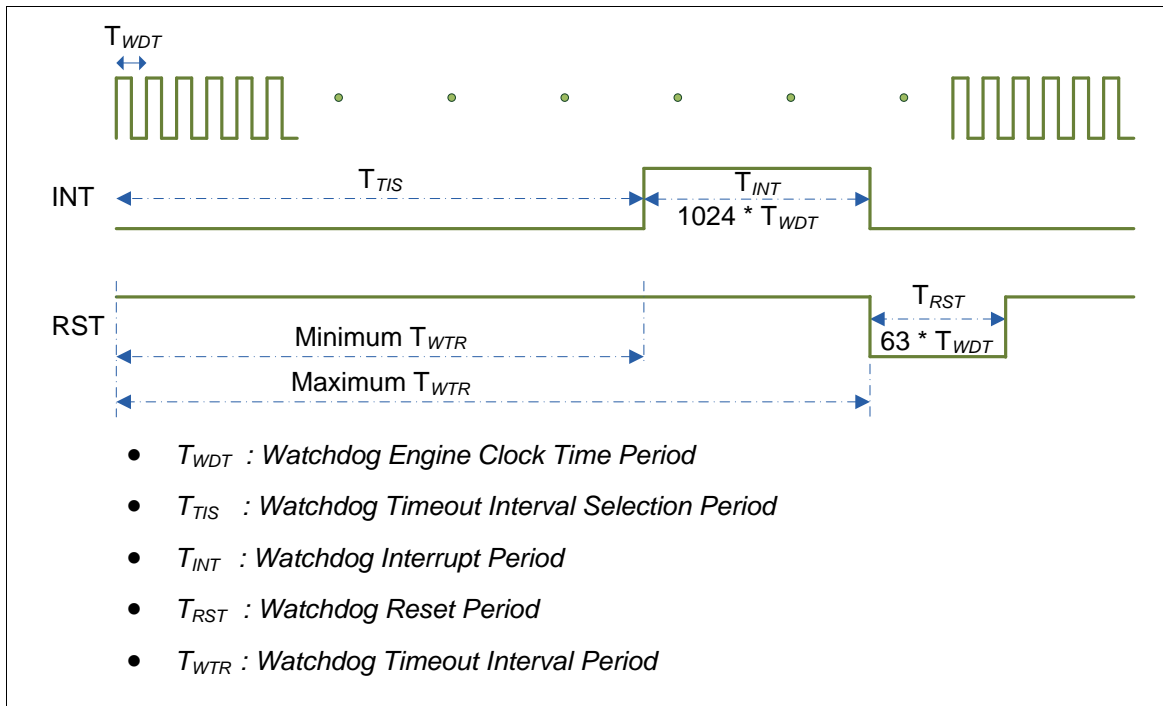 TWDT
INT
TTIS
TINT
1024 * TWDT
RST
TRST
63 * TWDT
Minimum TWTR
Maximum TWTR
• TWDT : Watchdog Engine Clock Time Period
• TTIS : Watchdog Timeout Interval Selection Period
• TINT : Watchdog Interrupt Period
• TRST : Watchdog Reset Period
• TWTR : Watchdog Timeout Interval Period